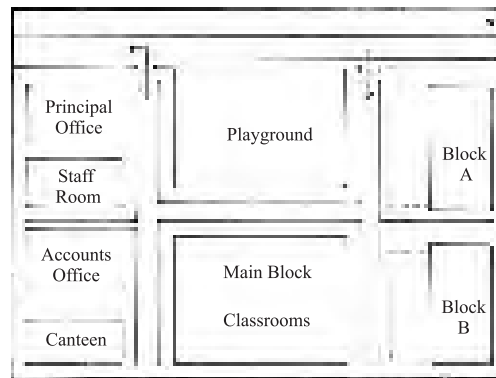 Principal
Office
Playground
Staff
Room
Block
A
Accounts
Office
Main Block
Classrooms
Canteen
Block
B